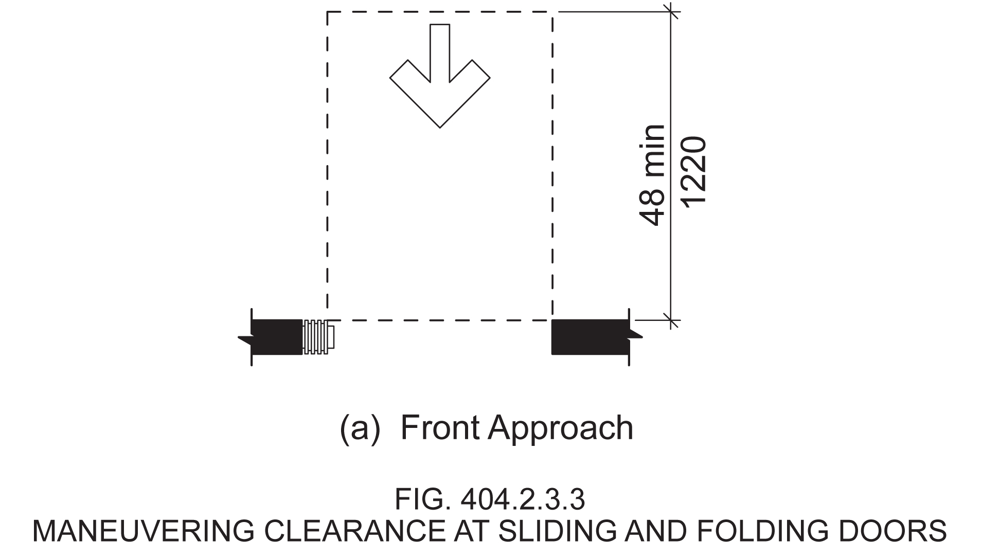 48 min
1220
(a) Front Approach
FIG. 404.2.3.3
MANEUVERING CLEARANCE AT SLIDING AND FOLDING DOORS